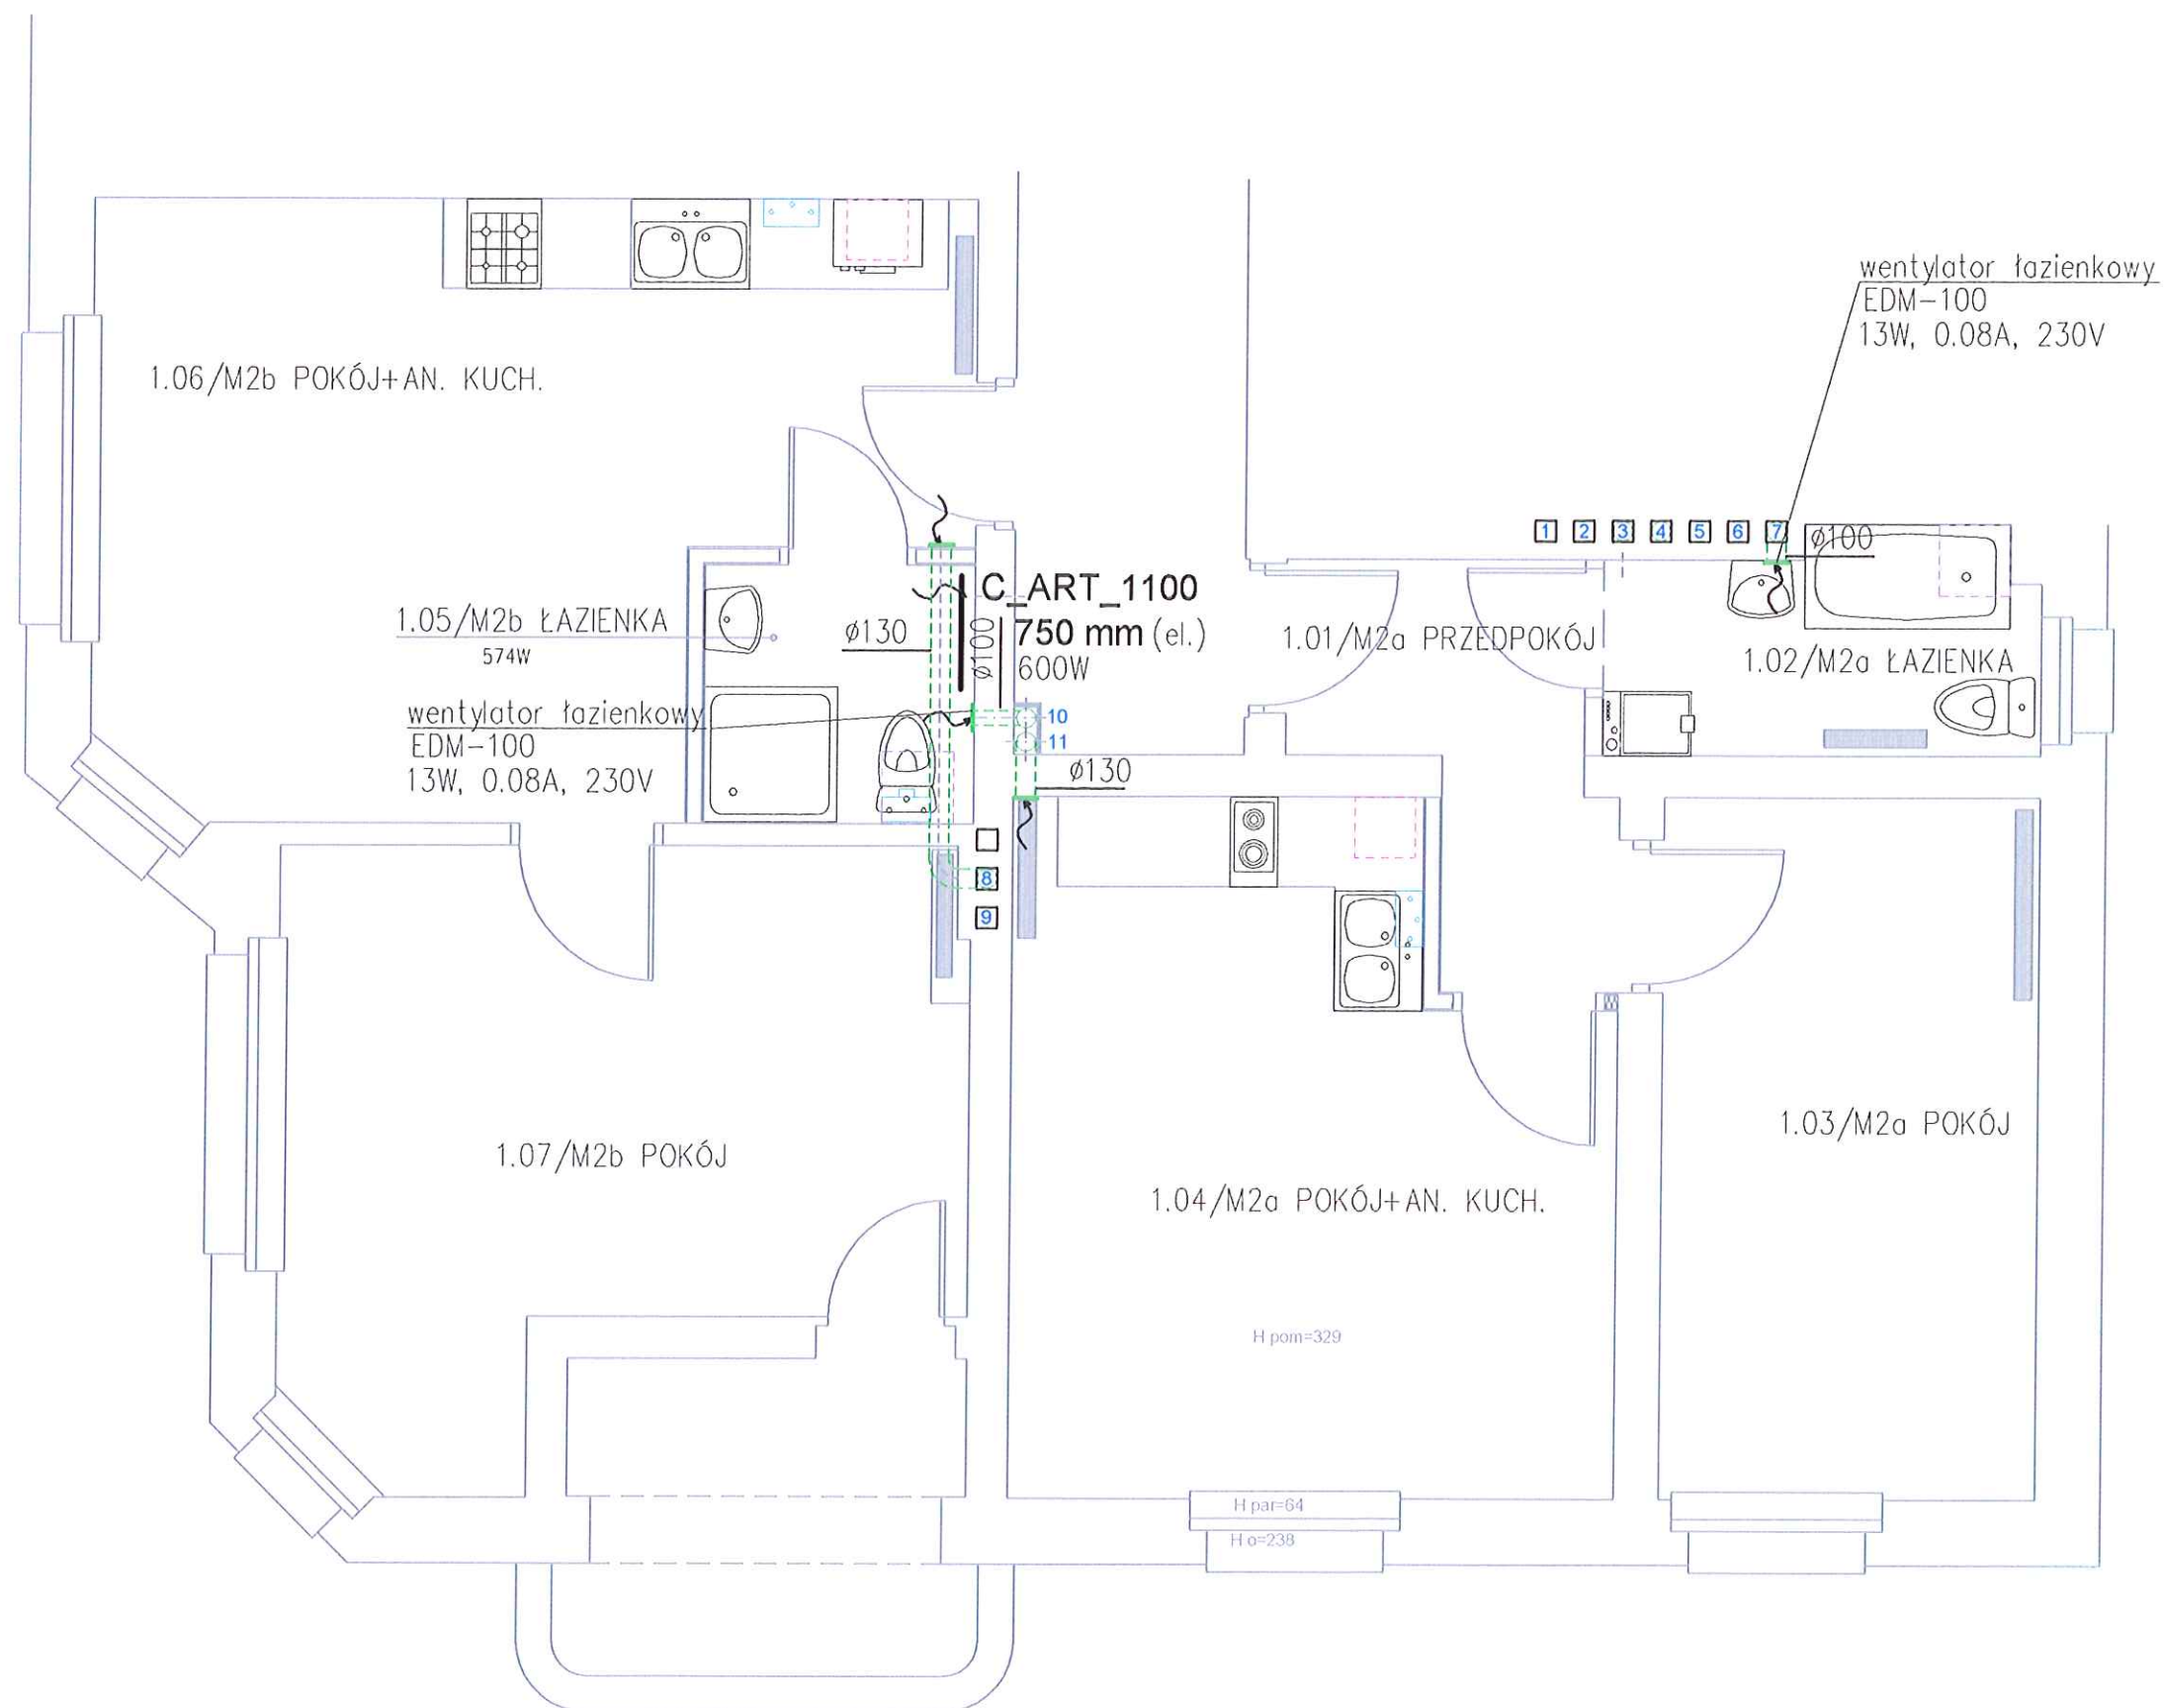 wentylator łazienkowy
EDM-100
13W, 0.08A, 230V
1.06/M2b POKÓJ+AN. KUCH.
1
2
3
4
5
6
7
ø100
C_ART_1100
750 mm (el.)
600W
ø100
ø130
1.05/M2b ŁAZIENKA
574W
1.01/M2a PRZEDPOKÓJ
1.02/M2a ŁAZIENKA
wentylator łazienkowy
EDM-100
13W, 0.08A, 230V
10
11
ø130
8
9
1.03/M2a POKÓJ
1.07/M2b POKÓJ
1.04/M2a POKÓJ+AN. KUCH.
H pom=329
H par=64
H o=238